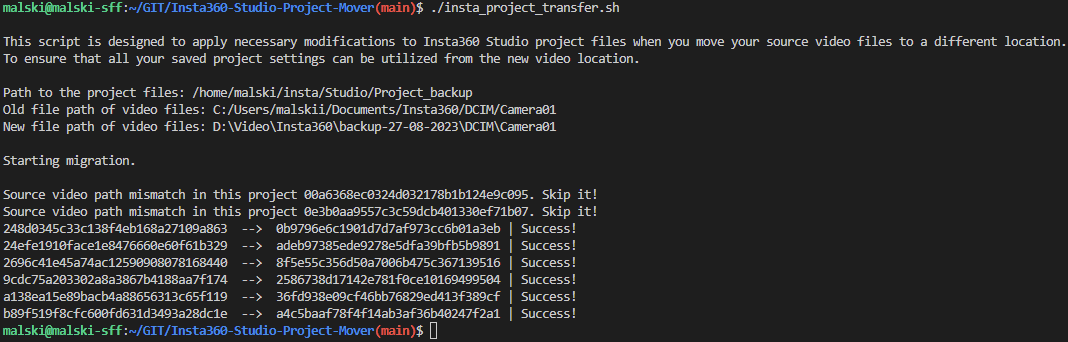 malski@malski-sff:~/GIT/Insta360-Studio-Project-Mover(main)$ ./insta_project_transfer.sh
This script is designed to apply necessary modifications to Insta360 Studio project files when you move your source video files to a different location.
To ensure that all your saved project settings can be utilized from the new video location.
Path to the project files: /home/malski/insta/Studio/Project_backup
Old file path of video files: C:/Users/malskii/Documents/Insta360/DCIM/Camera01
New file path of video files: D:\Video\Insta360\backup-27-08-2023\DCIM\Camera01
Starting migration.
Source video path mismatch in this project 00a6368ec0324d032178b1b124e9c095. Skip it!
Source video path mismatch in this project 0e3b0aa9557c3c59dcb401330ef71b07. Skip it!
248d0345c33c138f4eb168a27109a863  -->  0b9796e6c1901d7d7af973cc6b01a3eb | Success!
24efe1910face1e8476660e60f61b329  -->  adeb97385ede9278e5dfa39bfb5b9891 | Success!
2696c41e45a74ac12590908078168440  -->  8f5e55c356d50a7006b475c367139516 | Success!
9cdc75a203302a8a3867b4188aa7f174  -->  2586738d17142e781f0ce10169499504 | Success!
a138ea15e89bacb4a88656313c65f119  -->  36fd938e09cf46bb76829ed413f389cf | Success!
b89f519f8cfc600fd631d3493a28dc1e  -->  a4c5baaf78f4f14ab3af36b40247f2a1 | Success!
malski@malski-sff:~/GIT/Insta360-Studio-Project-Mover(main)$